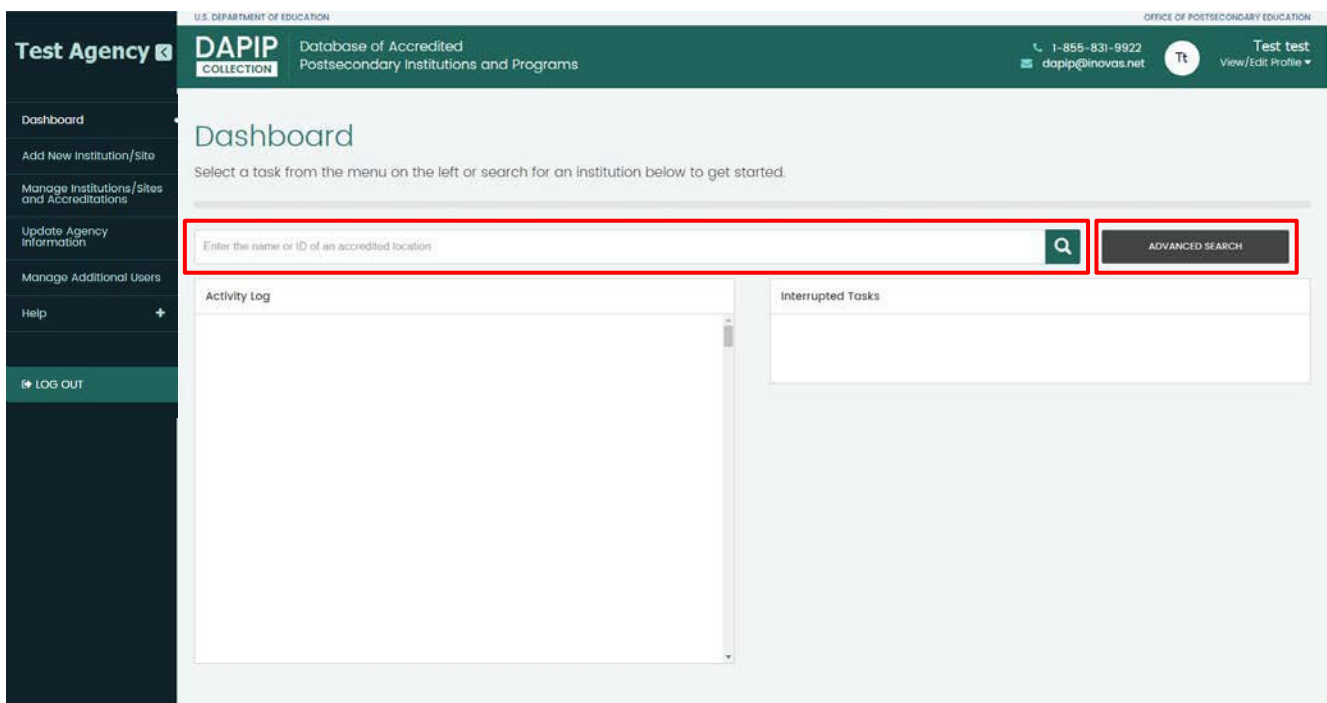 U.S. DEPARTMENT OF EDUCATION
OFFICE OF POSTSECONDARY EDUCATION
Test Agency
DAPIP
COLLECTION
Database of Accredited
Postsecondary Institutions and Programs
1-855-831-9922
dapip@inovas.net
Tt
Test test
View/Edit Profile
Dashboard
Add New Institution/Site
Manage Institutions/Sites
and Accreditations
Update Agency
Information
Manage Additional Users
Help
LOG OUT
Dashboard
Select a task from the menu on the left or search for an institution below to get started.
Enter the name or ID of an accredited location
ADVANCED SEARCH
Activity Log
Interrupted Tasks